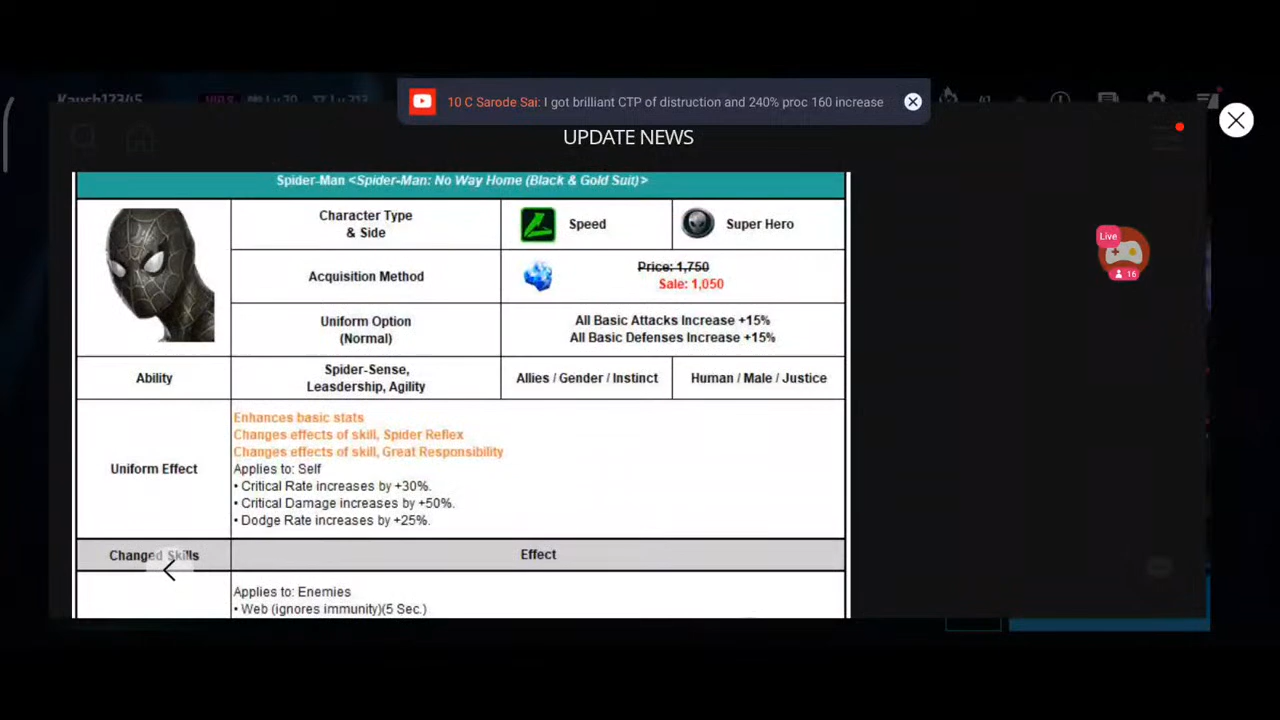 10 C Sarode Sai: I got brilliant CTP of distruction and 240% proc 160 increase
Kaush12345
UPDATE NEWS
Spider-Man <Spider-Man: No Way Home (Black & Gold Suit)>
Character Type
& Side
Speed
Super Hero
Live
16
Acquisition Method
Price: 1,750
Sale: 1,050
Uniform Option
(Normal)
All Basic Attacks Increase +15%
All Basic Defenses Increase +15%
Ability
Spider-Sense,
Leasdership, Agility
Allies / Gender / Instinct
Human / Male / Justice
Uniform Effect
Enhances basic stats
Changes effects of skill, Spider Reflex
Changes effects of skill, Great Responsibility
Applies to: Self
• Critical Rate increases by +30%.
• Critical Damage increases by +50%.
• Dodge Rate increases by +25%.
Changed Skills
Effect
Applies to: Enemies
• Web (ignores immunity)(5 Sec.)